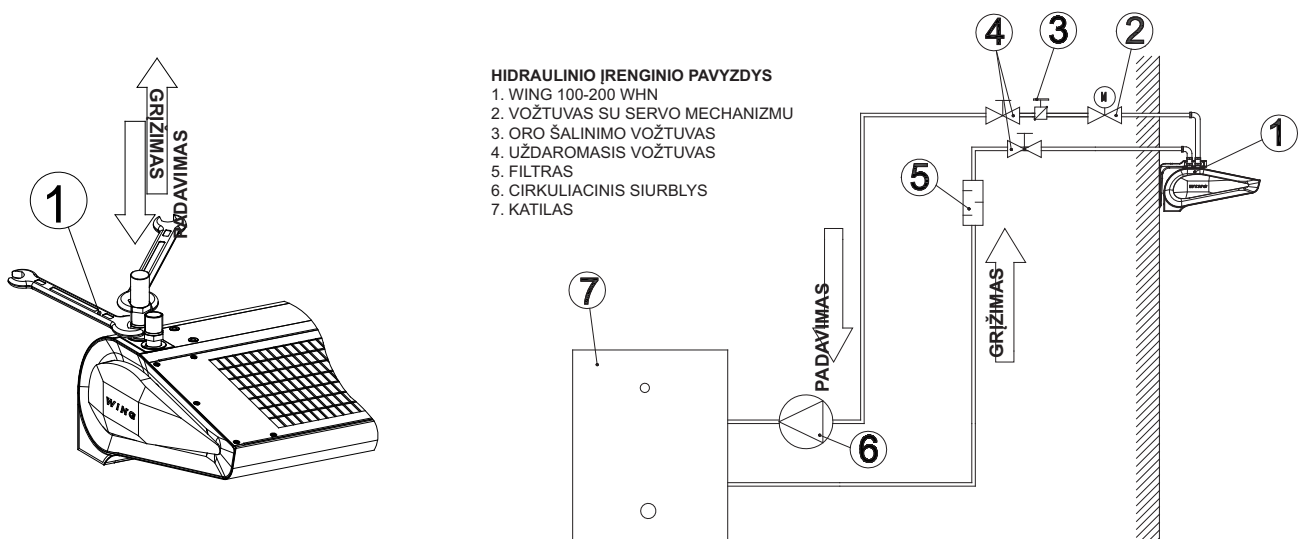 GRĮŽIMAS
PADAVIMAS
1
WING
HIDRAULINIO ĮRENGINIO PAVYZDYS
1. WING 100-200 WHN
2. VOŽTUVAS SU SERVO MECHANIZMU
3. ORO ŠALINIMO VOŽTUVAS
4. UŽDAROMASIS VOŽTUVAS
5. FILTRAS
6. CIRKULIACINIS SIURBLYS
7. KATILAS
4
3
2
M
1
WING
5
PADAVIMAS
GRĮŽIMAS
7
6